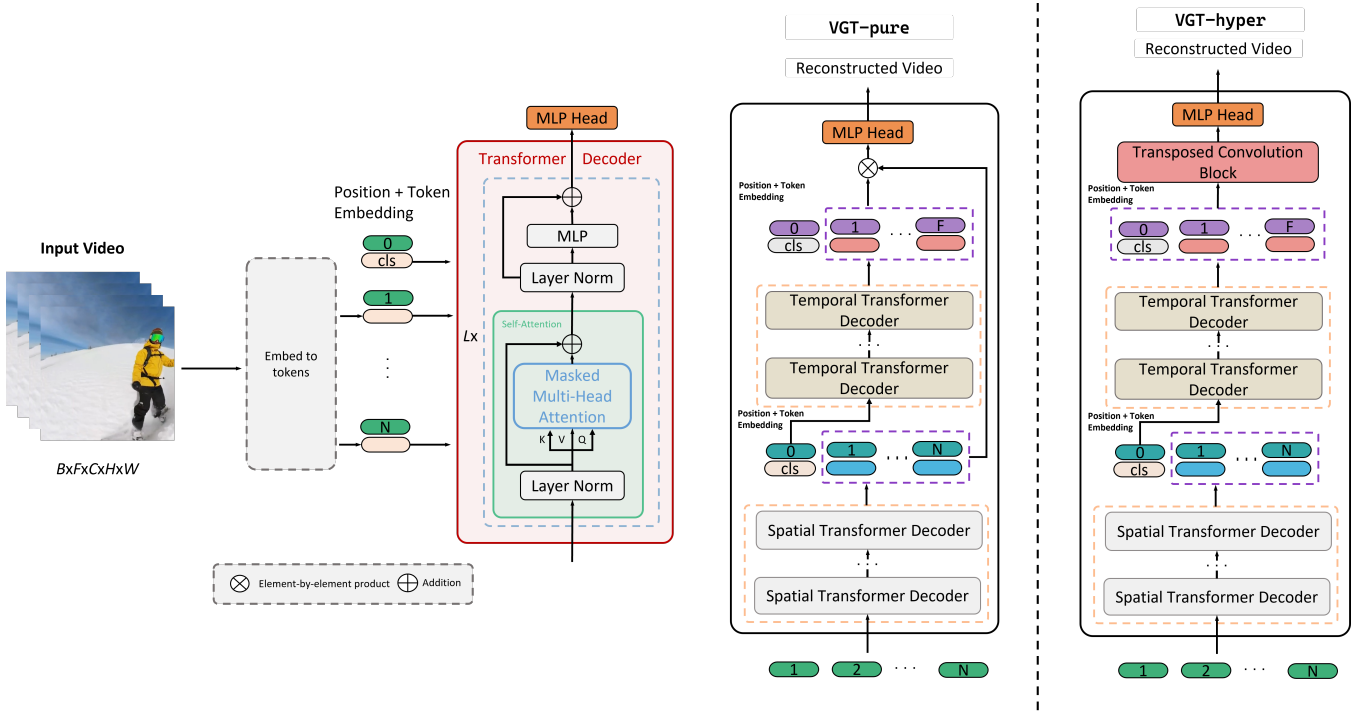 Input Video
BxFxCxHxW
Embed to
tokens
Position + Token
Embedding
0
cls
1
N
Lx
MLP Head
Transformer Decoder
MLP
Layer Norm
Self-Attention
Masked
Multi-Head
Attention
K V Q
Layer Norm
Element-by-element product
Addition
VGT-pure
Reconstructed Video
MLP Head
Position + Token
Embedding
0 1 ... F
cls
Temporal Transformer
Decoder
...
Temporal Transformer
Decoder
Position + Token
Embedding
0 1 ... N
cls
Spatial Transformer Decoder
...
Spatial Transformer Decoder
1 2 ... N
VGT-hyper
Reconstructed Video
MLP Head
Transposed Convolution
Block
Position + Token
Embedding
0 1 ... F
cls
Temporal Transformer
Decoder
...
Temporal Transformer
Decoder
Position + Token
Embedding
0 1 ... N
cls
Spatial Transformer Decoder
...
Spatial Transformer Decoder
1 2 ... N